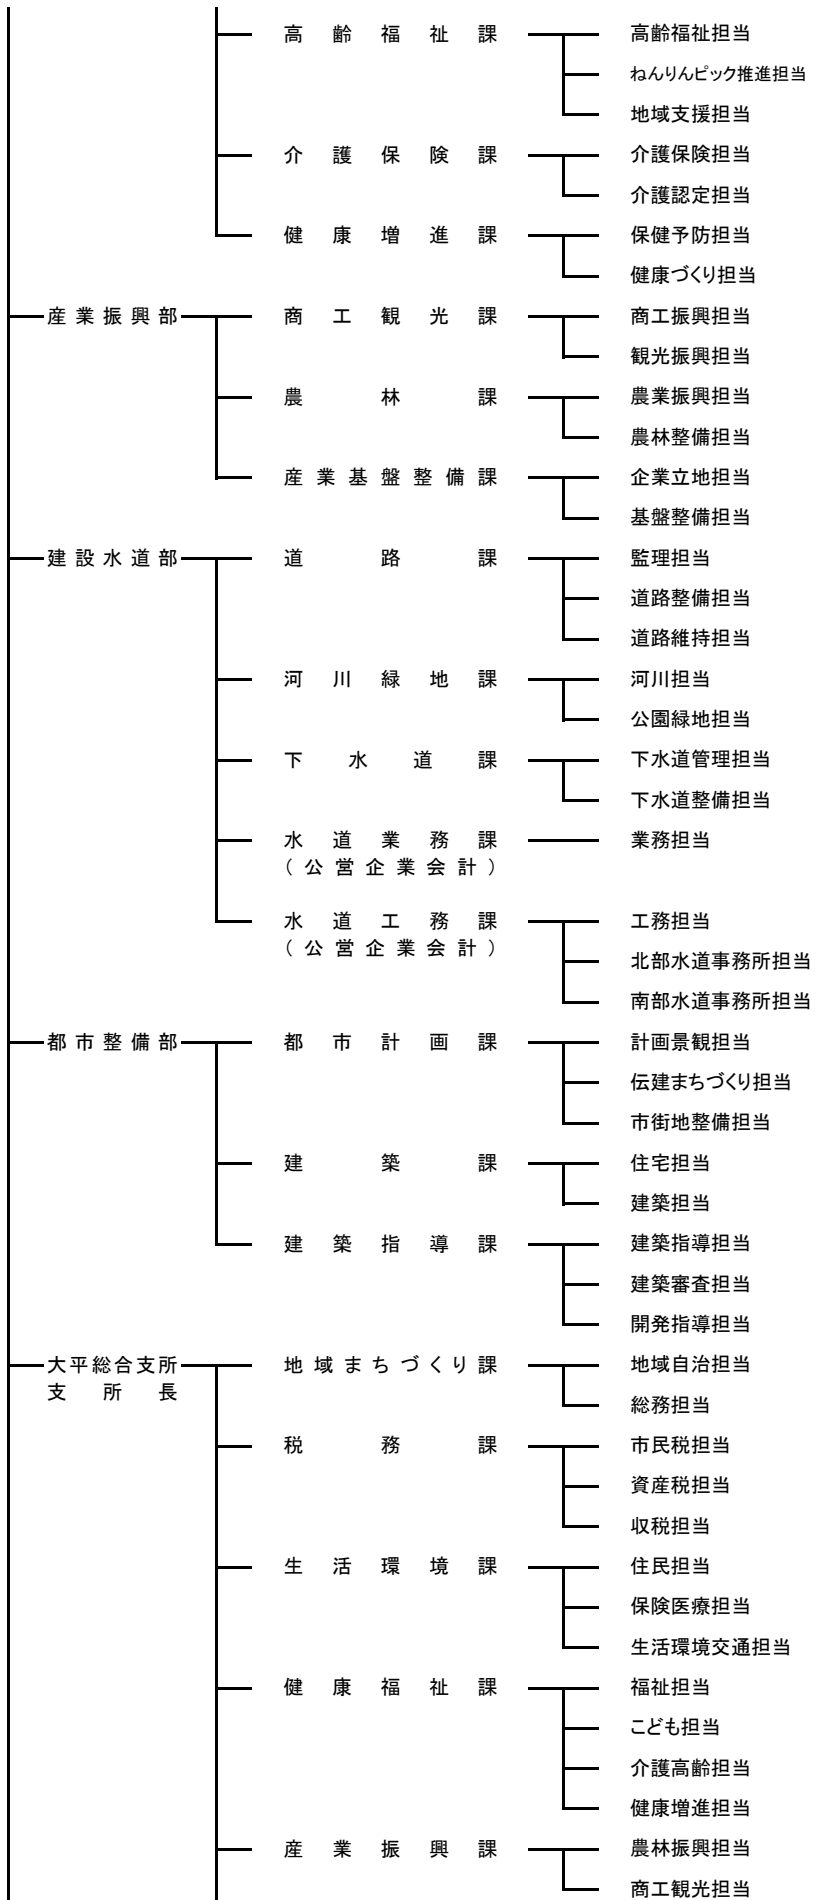 高齢福祉課 高齢福祉担当
ねんりんピック推進担当
地域支援担当
介護保険課 介護保険担当
介護認定担当
健康増進課 保健予防担当
健康づくり担当
産業振興部 商工観光課 商工振興担当
観光振興担当
農林課 農業振興担当
農林整備担当
産業基盤整備課 企業立地担当
基盤整備担当
建設水道部 道路課 監理担当
道路整備担当
道路維持担当
河川緑地課 河川担当
公園緑地担当
下水道課 下水道管理担当
下水道整備担当
水道業務課 業務担当
(公営企業会計)
水道工務課 工務担当
(公営企業会計)
北部水道事務所担当
南部水道事務所担当
都市整備部 都市計画課 計画景観担当
伝建まちづくり担当
市街地整備担当
建築課 住宅担当
建築担当
建築指導課 建築指導担当
建築審査担当
開発指導担当
大平総合支所 地域まちづくり課 地域自治担当
支所長
総務担当
税務課 市民税担当
資産税担当
収税担当
生活環境課 住民担当
保険医療担当
生活環境交通担当
健康福祉課 福祉担当
こども担当
介護高齢担当
健康増進担当
産業振興課 農林振興担当
商工観光担当